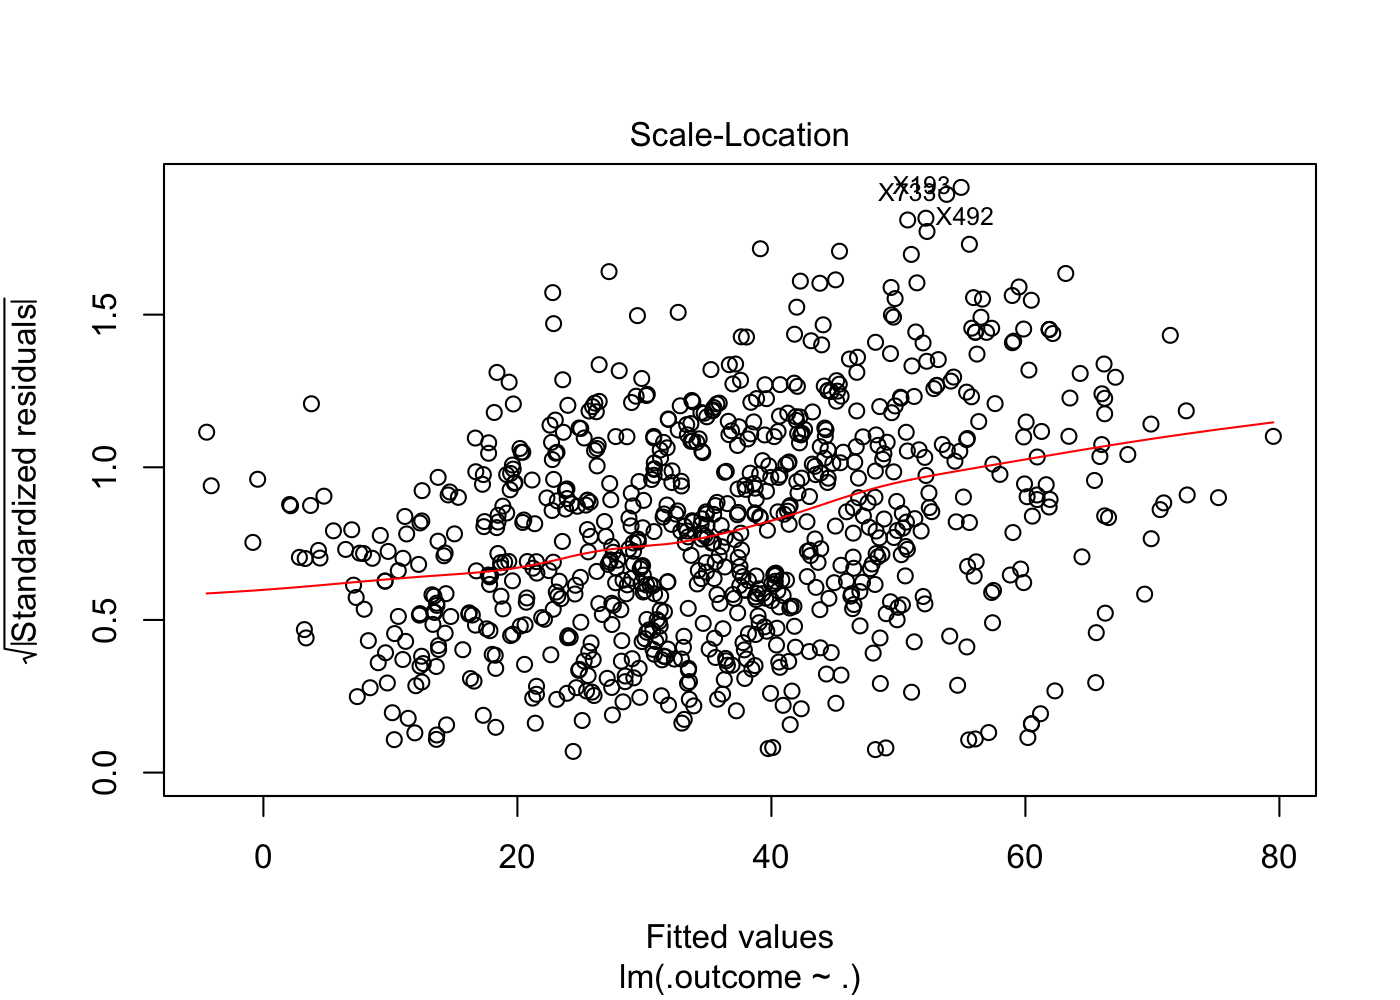 Scale-Location
√|Standardized residuals|
1.5
1.0
0.5
0.0
X193
X733
X492
0 20 40 60 80
Fitted values
lm(.outcome ~ .)